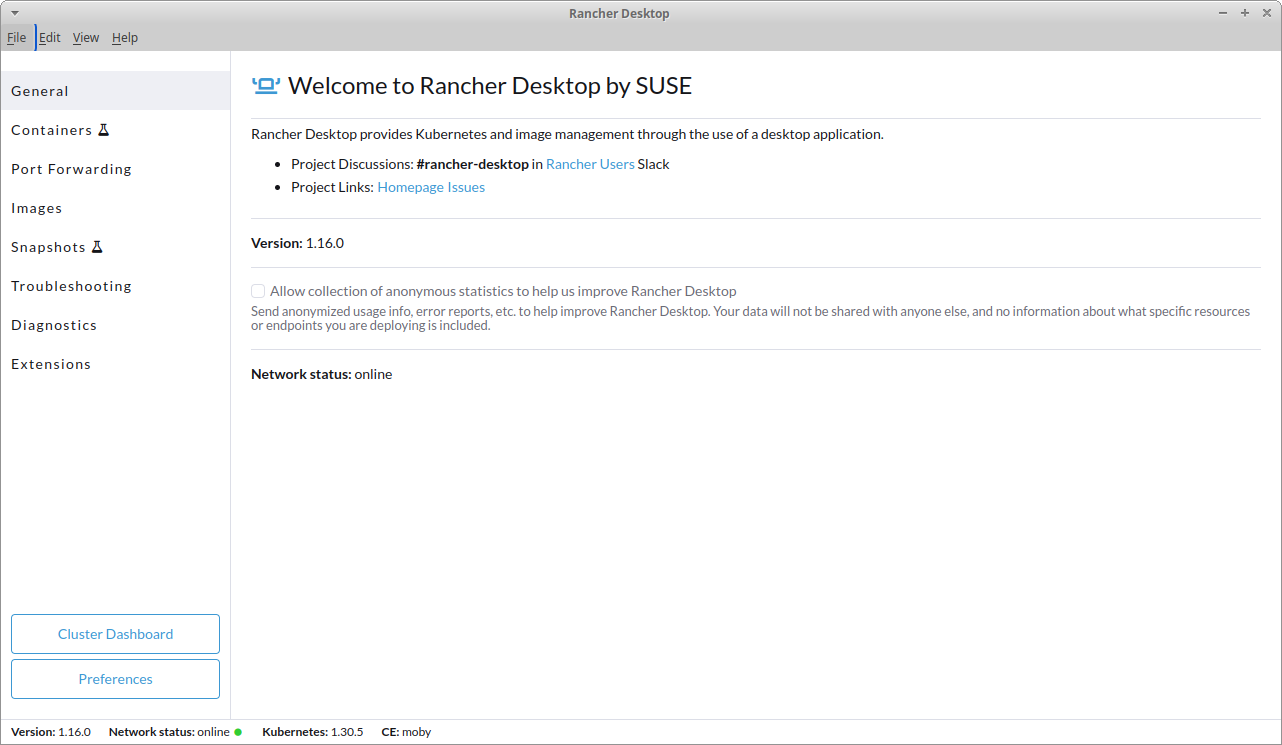 Rancher Desktop
File Edit View Help
General
Containers
Port Forwarding
Images
Snapshots
Troubleshooting
Diagnostics
Extensions
Cluster Dashboard
Preferences
Welcome to Rancher Desktop by SUSE
Rancher Desktop provides Kubernetes and image management through the use of a desktop application.
• Project Discussions: #rancher-desktop in Rancher Users Slack
• Project Links: Homepage Issues
Version: 1.16.0
Allow collection of anonymous statistics to help us improve Rancher Desktop
Send anonymized usage info, error reports, etc. to help improve Rancher Desktop. Your data will not be shared with anyone else, and no information about what specific resources
or endpoints you are deploying is included.
Network status: online
Version: 1.16.0 Network status: online Kubernetes: 1.30.5 CE: moby